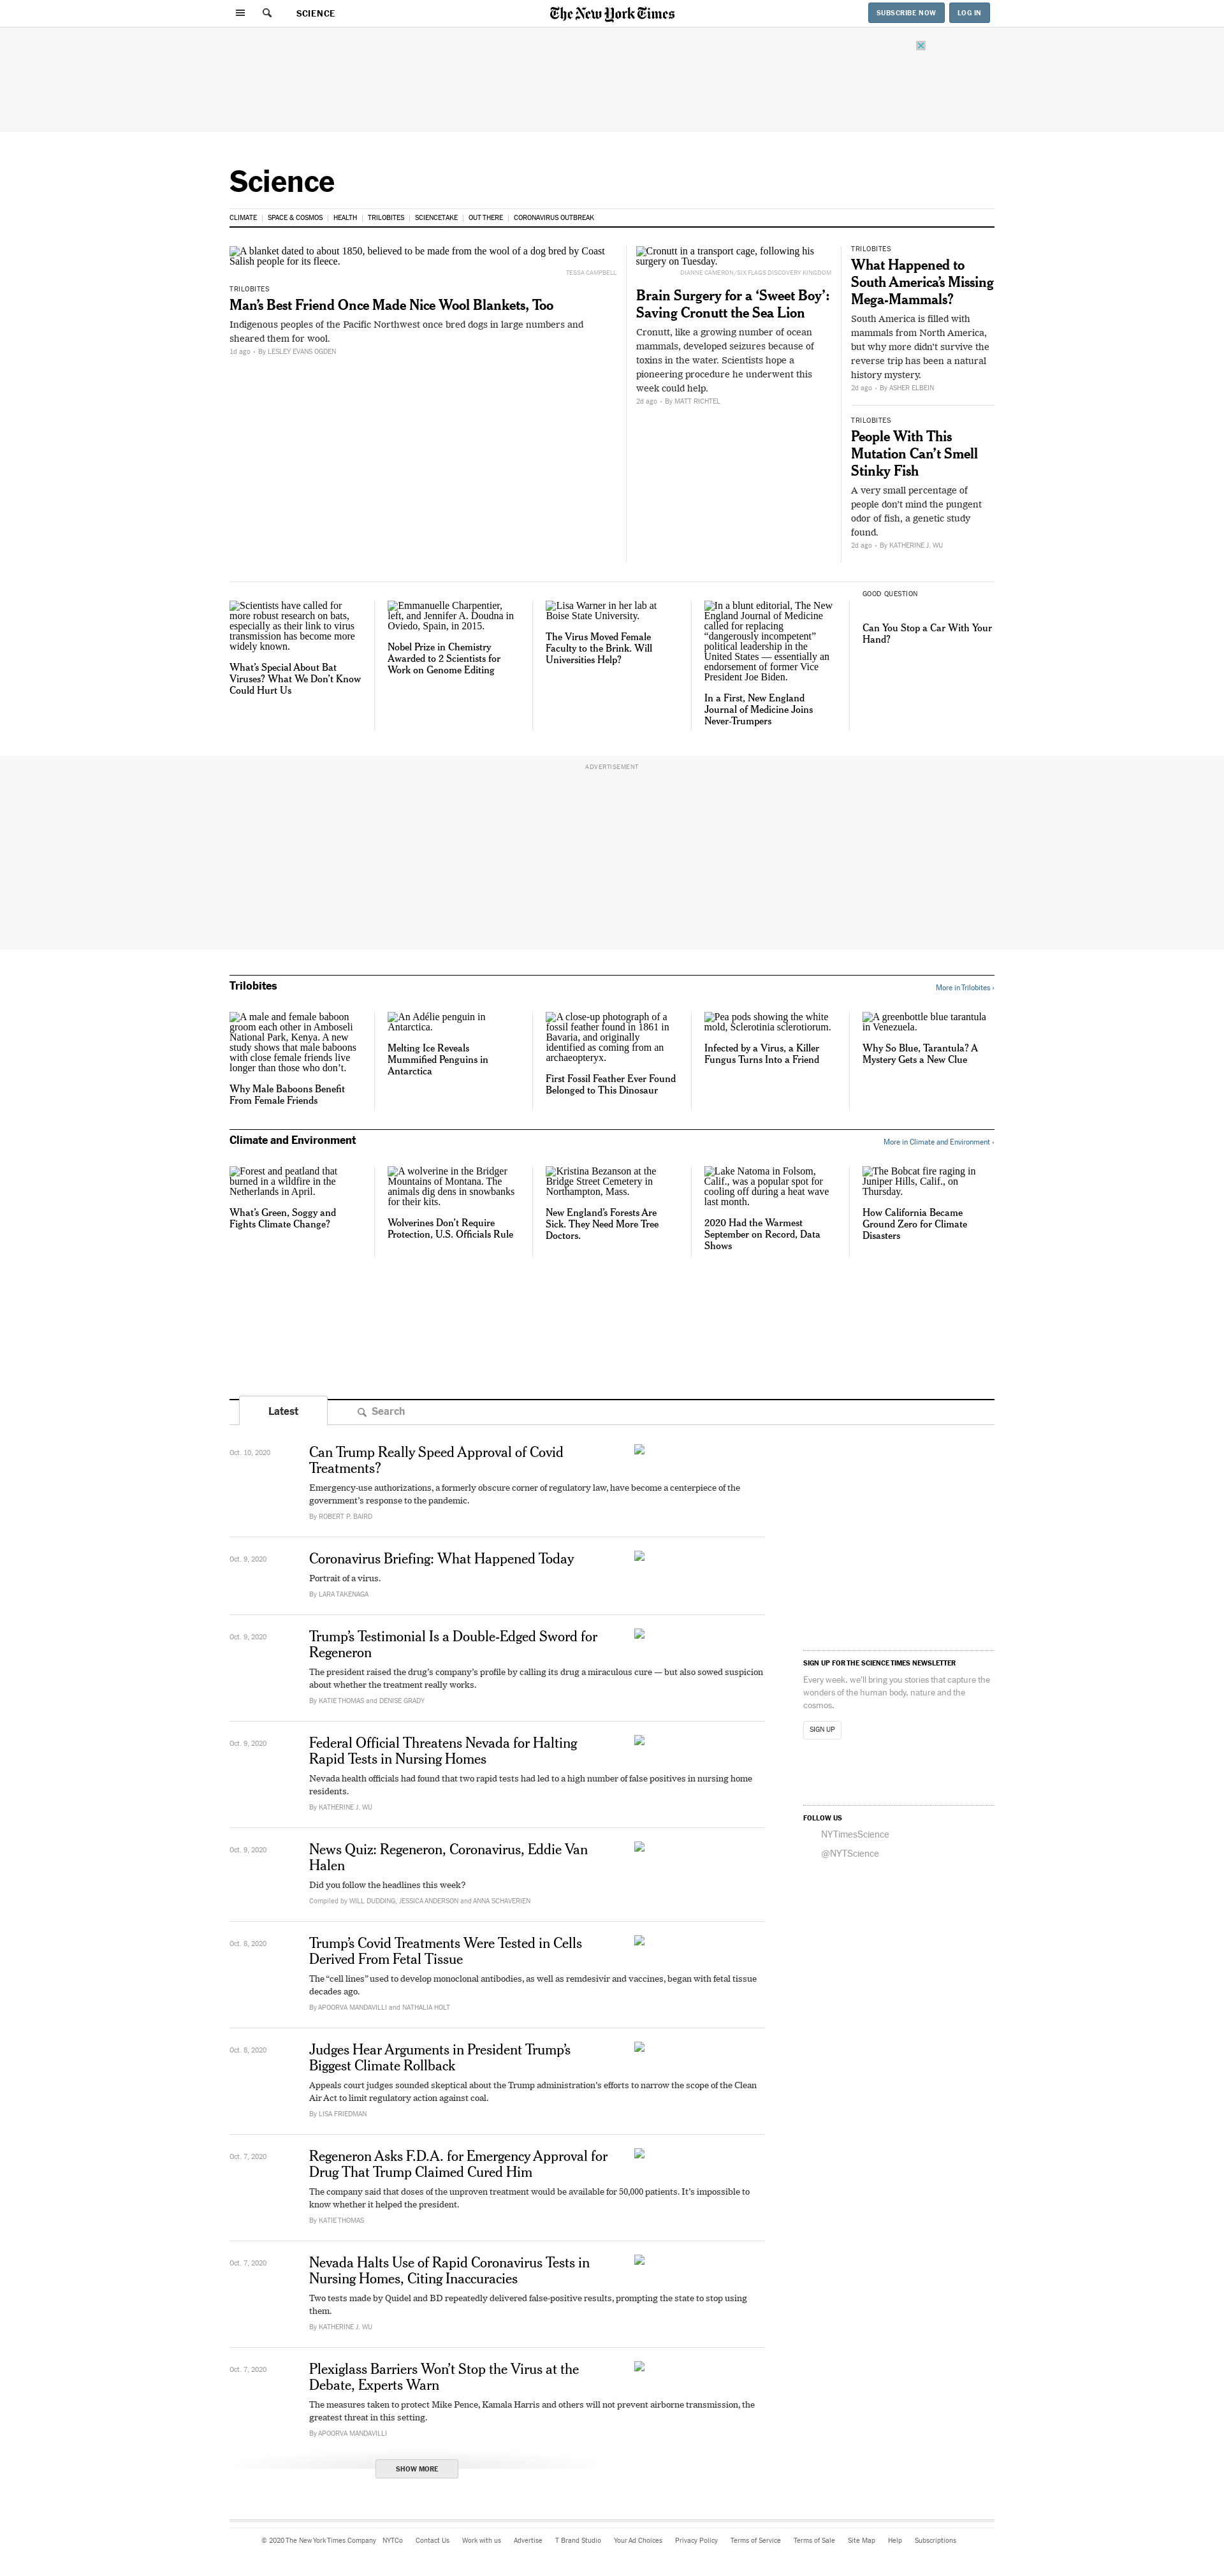 SCIENCE
The New York Times
SUBSCRIBE NOW
LOG IN
Science
CLIMATE
SPACE & COSMOS
HEALTH
TRILOBITES
SCIENCETAKE
OUT THERE
CORONAVIRUS OUTBREAK
A blanket dated to about 1850, believed to be made from the wool of a dog bred by Coast
Salish people for its fleece.
TESSA CAMPBELL
TRILOBITES
Man’s Best Friend Once Made Nice Wool Blankets, Too
Indigenous peoples of the Pacific Northwest once bred dogs in large numbers and
sheared them for wool.
1d ago • By LESLEY EVANS OGDEN
Cronutt in a transport cage, following his
surgery on Tuesday.
DIANNE CAMERON/SIX FLAGS DISCOVERY KINGDOM
Brain Surgery for a ‘Sweet Boy’:
Saving Cronutt the Sea Lion
Cronutt, like a growing number of ocean
mammals, developed seizures because of
toxins in the water. Scientists hope a
pioneering procedure he underwent this
week could help.
2d ago • By MATT RICHTEL
TRILOBITES
What Happened to
South America’s Missing
Mega-Mammals?
South America is filled with
mammals from North America,
but why more didn’t survive the
reverse trip has been a natural
history mystery.
2d ago • By ASHER ELBEIN
TRILOBITES
People With This
Mutation Can’t Smell
Stinky Fish
A very small percentage of
people don’t mind the pungent
odor of fish, a genetic study
found.
2d ago • By KATHERINE J. WU
Scientists have called for
more robust research on bats,
especially as their link to virus
transmission has become more
widely known.
What’s Special About Bat
Viruses? What We Don’t Know
Could Hurt Us
Emmanuelle Charpentier,
left, and Jennifer A. Doudna in
Oviedo, Spain, in 2015.
Nobel Prize in Chemistry
Awarded to 2 Scientists for
Work on Genome Editing
Lisa Warner in her lab at
Boise State University.
The Virus Moved Female
Faculty to the Brink. Will
Universities Help?
In a blunt editorial, The New
England Journal of Medicine
called for replacing
“dangerously incompetent”
political leadership in the
United States — essentially an
endorsement of former Vice
President Joe Biden.
In a First, New England
Journal of Medicine Joins
Never-Trumpers
GOOD QUESTION
Can You Stop a Car With Your
Hand?
ADVERTISEMENT
Trilobites
More in Trilobites ›
A male and female baboon
groom each other in Amboseli
National Park, Kenya. A new
study shows that male baboons
with close female friends live
longer than those who don’t.
Why Male Baboons Benefit
From Female Friends
An Adélie penguin in
Antarctica.
Melting Ice Reveals
Mummified Penguins in
Antarctica
A close-up photograph of a
fossil feather found in 1861 in
Bavaria, and originally
identified as coming from an
archaeopteryx.
First Fossil Feather Ever Found
Belonged to This Dinosaur
Pea pods showing the white
mold, Sclerotinia sclerotiorum.
Infected by a Virus, a Killer
Fungus Turns Into a Friend
A greenbottle blue tarantula
in Venezuela.
Why So Blue, Tarantula? A
Mystery Gets a New Clue
Climate and Environment
More in Climate and Environment ›
Forest and peatland that
burned in a wildfire in the
Netherlands in April.
What’s Green, Soggy and
Fights Climate Change?
A wolverine in the Bridger
Mountains of Montana. The
animals dig dens in snowbanks
for their kits.
Wolverines Don’t Require
Protection, U.S. Officials Rule
Kristina Bezanson at the
Bridge Street Cemetery in
Northampton, Mass.
New England’s Forests Are
Sick. They Need More Tree
Doctors.
Lake Natoma in Folsom,
Calif., was a popular spot for
cooling off during a heat wave
last month.
2020 Had the Warmest
September on Record, Data
Shows
The Bobcat fire raging in
Juniper Hills, Calif., on
Thursday.
How California Became
Ground Zero for Climate
Disasters
Latest
Search
Oct. 10, 2020
Can Trump Really Speed Approval of Covid
Treatments?
Emergency-use authorizations, a formerly obscure corner of regulatory law, have become a centerpiece of the
government’s response to the pandemic.
By ROBERT P. BAIRD
Oct. 9, 2020
Coronavirus Briefing: What Happened Today
Portrait of a virus.
By LARA TAKENAGA
Oct. 9, 2020
Trump’s Testimonial Is a Double-Edged Sword for
Regeneron
The president raised the drug’s company’s profile by calling its drug a miraculous cure — but also sowed suspicion
about whether the treatment really works.
By KATIE THOMAS and DENISE GRADY
Oct. 9, 2020
Federal Official Threatens Nevada for Halting
Rapid Tests in Nursing Homes
Nevada health officials had found that two rapid tests had led to a high number of false positives in nursing home
residents.
By KATHERINE J. WU
Oct. 9, 2020
News Quiz: Regeneron, Coronavirus, Eddie Van
Halen
Did you follow the headlines this week?
Compiled by WILL DUDDING, JESSICA ANDERSON and ANNA SCHAVERIEN
Oct. 8, 2020
Trump’s Covid Treatments Were Tested in Cells
Derived From Fetal Tissue
The “cell lines” used to develop monoclonal antibodies, as well as remdesivir and vaccines, began with fetal tissue
decades ago.
By APOORVA MANDAVILLI and NATHALIA HOLT
Oct. 8, 2020
Judges Hear Arguments in President Trump’s
Biggest Climate Rollback
Appeals court judges sounded skeptical about the Trump administration’s efforts to narrow the scope of the Clean
Air Act to limit regulatory action against coal.
By LISA FRIEDMAN
Oct. 7, 2020
Regeneron Asks F.D.A. for Emergency Approval for
Drug That Trump Claimed Cured Him
The company said that doses of the unproven treatment would be available for 50,000 patients. It’s impossible to
know whether it helped the president.
By KATIE THOMAS
Oct. 7, 2020
Nevada Halts Use of Rapid Coronavirus Tests in
Nursing Homes, Citing Inaccuracies
Two tests made by Quidel and BD repeatedly delivered false-positive results, prompting the state to stop using
them.
By KATHERINE J. WU
Oct. 7, 2020
Plexiglass Barriers Won’t Stop the Virus at the
Debate, Experts Warn
The measures taken to protect Mike Pence, Kamala Harris and others will not prevent airborne transmission, the
greatest threat in this setting.
By APOORVA MANDAVILLI
SHOW MORE
SIGN UP FOR THE SCIENCE TIMES NEWSLETTER
Every week, we’ll bring you stories that capture the
wonders of the human body, nature and the
cosmos.
SIGN UP
FOLLOW US
NYTimesScience
@NYTScience
© 2020 The New York Times Company
NYTCo
Contact Us
Work with us
Advertise
T Brand Studio
Your Ad Choices
Privacy Policy
Terms of Service
Terms of Sale
Site Map
Help
Subscriptions